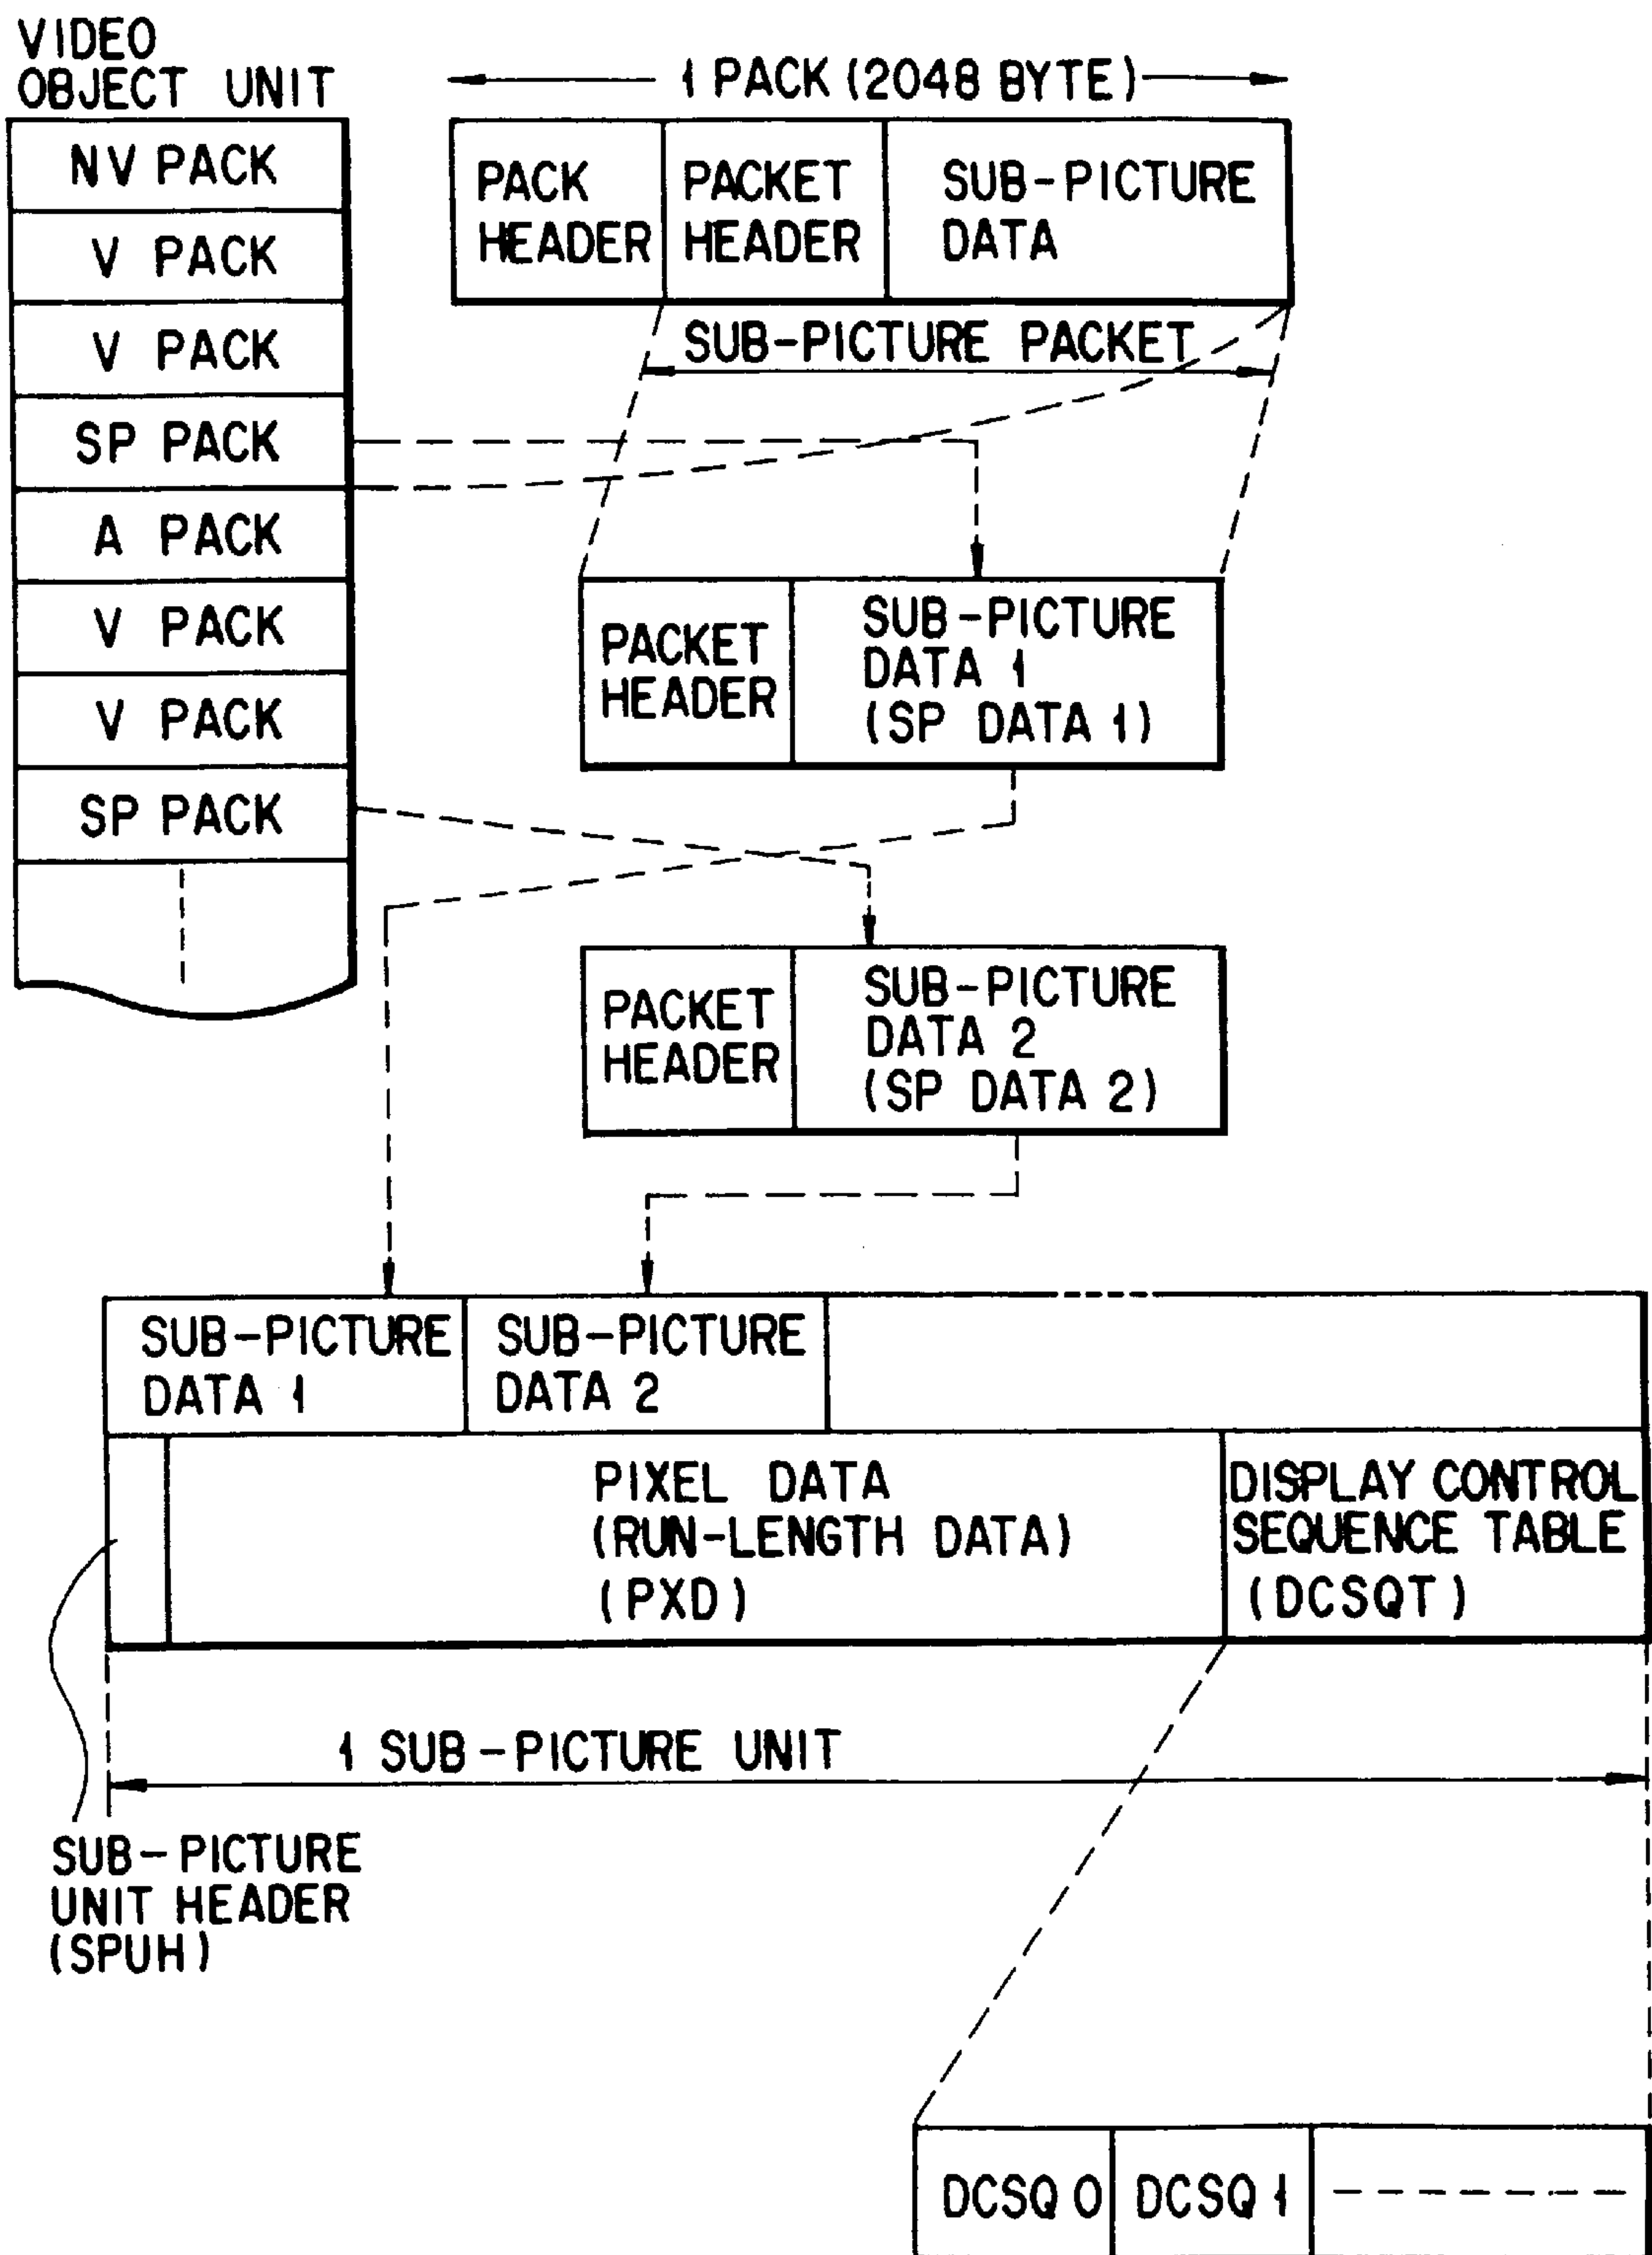 VIDEO
OBJECT UNIT
NV PACK
V PACK
V PACK
SP PACK
A PACK
V PACK
V PACK
SP PACK
1 PACK (2048 BYTE)
PACK
HEADER
PACKET
HEADER
SUB-PICTURE
DATA
SUB-PICTURE PACKET
PACKET
HEADER
SUB-PICTURE
DATA 1
(SP DATA 1)
PACKET
HEADER
SUB-PICTURE
DATA 2
(SP DATA 2)
SUB-PICTURE
DATA 1
SUB-PICTURE
DATA 2
PIXEL DATA
(RUN-LENGTH DATA)
(PXD)
DISPLAY CONTROL
SEQUENCE TABLE
(DCSQT)
1 SUB-PICTURE UNIT
SUB-PICTURE
UNIT HEADER
(SPUH)
DCSQ 0
DCSQ 1